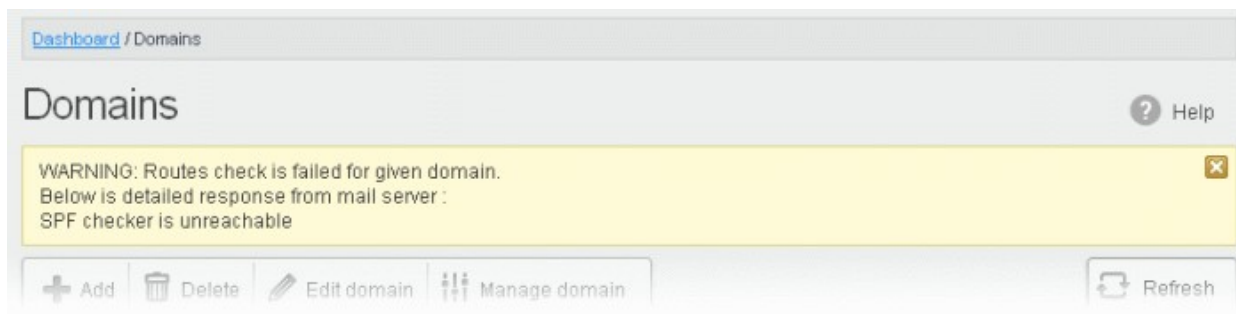 Dashboard / Domains
Domains
Help
WARNING: Routes check is failed for given domain.
Below is detailed response from mail server :
SPF checker is unreachable
Add Delete Edit domain Manage domain Refresh